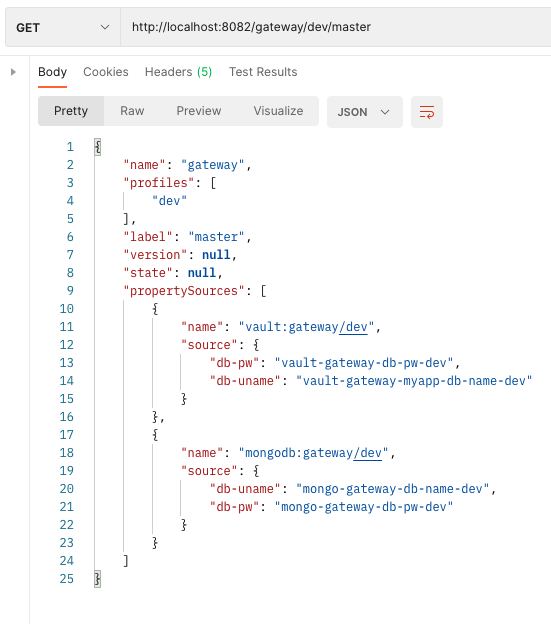 GET http://localhost:8082/gateway/dev/master
Body Cookies Headers (5) Test Results
Pretty Raw Preview Visualize JSON
1 {
2 "name": "gateway",
3 "profiles": [
4 "dev"
5 ],
6 "label": "master",
7 "version": null,
8 "state": null,
9 "propertySources": [
10 {
11 "name": "vault:gateway/dev",
12 "source": {
13 "db-pw": "vault-gateway-db-pw-dev",
14 "db-uname": "vault-gateway-myapp-db-name-dev"
15 }
16 },
17 {
18 "name": "mongodb:gateway/dev",
19 "source": {
20 "db-uname": "mongo-gateway-db-name-dev",
21 "db-pw": "mongo-gateway-db-pw-dev"
22 }
23 }
24 ]
25 }